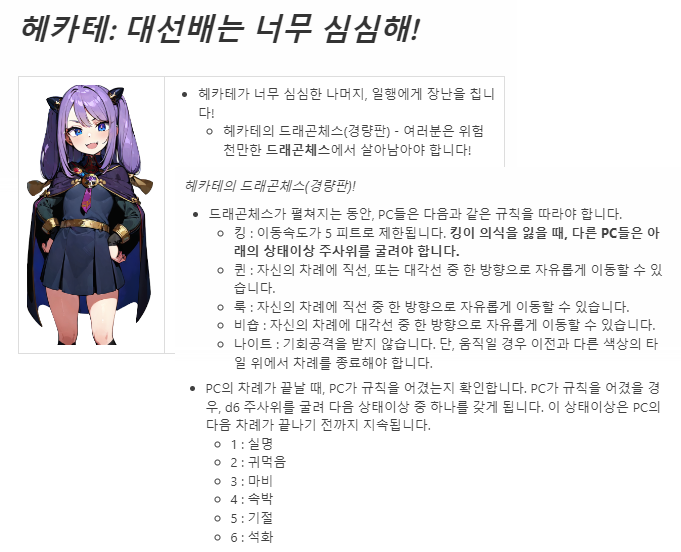 헤카테: 대선배는 너무 심심해!
헤카테가 너무 심심한 나머지, 일행에게 장난을 칩니
다!
헤카테의 드래곤체스(경량판) - 여러분은 위험
천만한 드래곤체스에서 살아남아야 합니다!
헤카테의 드래곤체스(경량판)!
드래곤체스가 펼쳐지는 동안, PC들은 다음과 같은 규칙을 따라야 합니다.
킹 : 이동속도가 5 피트로 제한됩니다. 킹이 의식을 잃을 때, 다른 PC들은 아
래의 상태이상 주사위를 굴려야 합니다.
퀸 : 자신의 차례에 직선, 또는 대각선 중 한 방향으로 자유롭게 이동할 수 있
습니다.
룩 : 자신의 차례에 직선 중 한 방향으로 자유롭게 이동할 수 있습니다.
비숍 : 자신의 차례에 대각선 중 한 방향으로 자유롭게 이동할 수 있습니다.
나이트 : 기회공격을 받지 않습니다. 단, 움직일 경우 이전과 다른 색상의 타
일 위에서 차례를 종료해야 합니다.
PC의 차례가 끝날 때, PC가 규칙을 어겼는지 확인합니다. PC가 규칙을 어겼을 경
우, d6 주사위를 굴려 다음 상태이상 중 하나를 갖게 됩니다. 이 상태이상은 PC의
다음 차례가 끝나기 전까지 지속됩니다.
1 : 실명
2 : 귀먹음
3 : 마비
4 : 속박
5 : 기절
6 : 석화